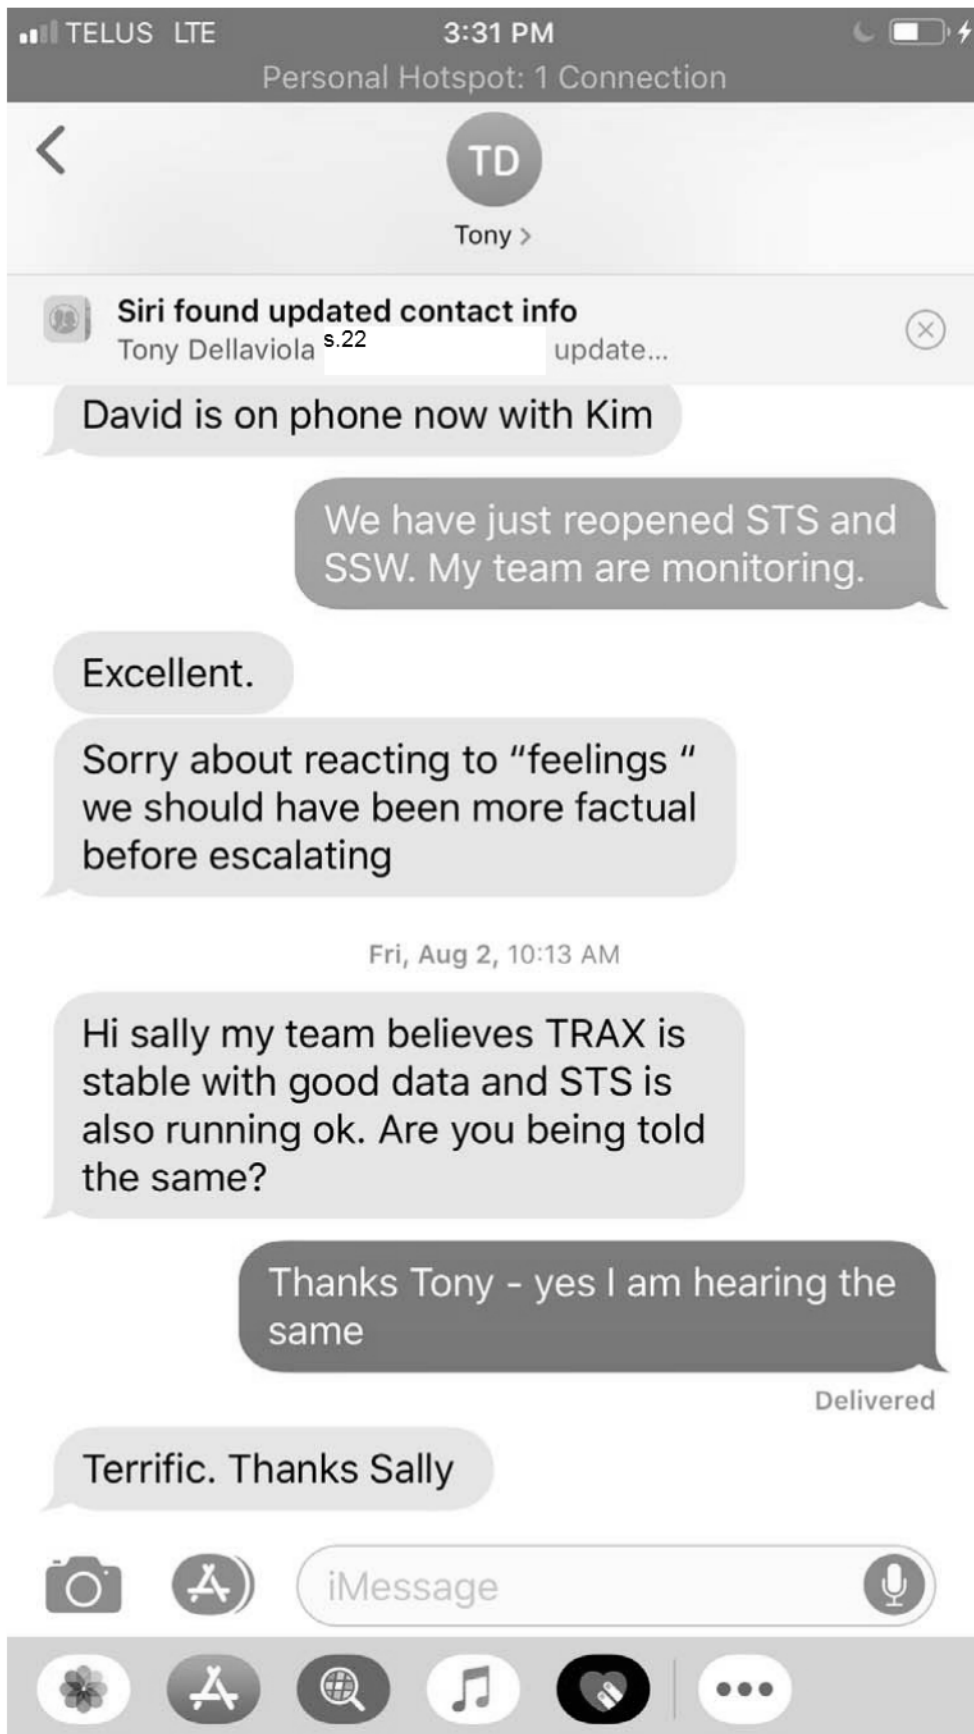 TELUS LTE 3:31 PM
Personal Hotspot: 1 Connection
TD
Tony >
Siri found updated contact info
Tony Dellaviola s.22 update...
David is on phone now with Kim
We have just reopened STS and
SSW. My team are monitoring.
Excellent.
Sorry about reacting to “feelings “
we should have been more factual
before escalating
Fri, Aug 2, 10:13 AM
Hi sally my team believes TRAX is
stable with good data and STS is
also running ok. Are you being told
the same?
Thanks Tony - yes I am hearing the
same
Delivered
Terrific. Thanks Sally
iMessage